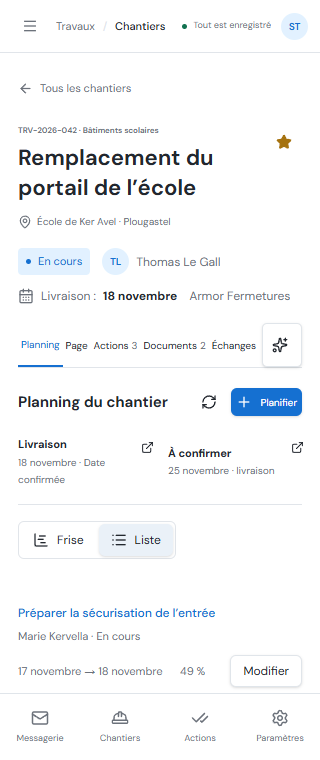 Travaux / Chantiers
Tout est enregistré
ST
Tous les chantiers
TRV-2026-042 · Bâtiments scolaires
Remplacement du
portail de l’école
École de Ker Avel · Plougastel
En cours
TL
Thomas Le Gall
Livraison : 18 novembre
Armor Fermetures
Planning
Page
Actions 3
Documents 2
Échanges
Planning du chantier
Planifier
Livraison
18 novembre · Date
confirmée
À confirmer
25 novembre · livraison
Frise
Liste
Préparer la sécurisation de l’entrée
Marie Kervella · En cours
17 novembre → 18 novembre
49 %
Modifier
Messagerie
Chantiers
Actions
Paramètres